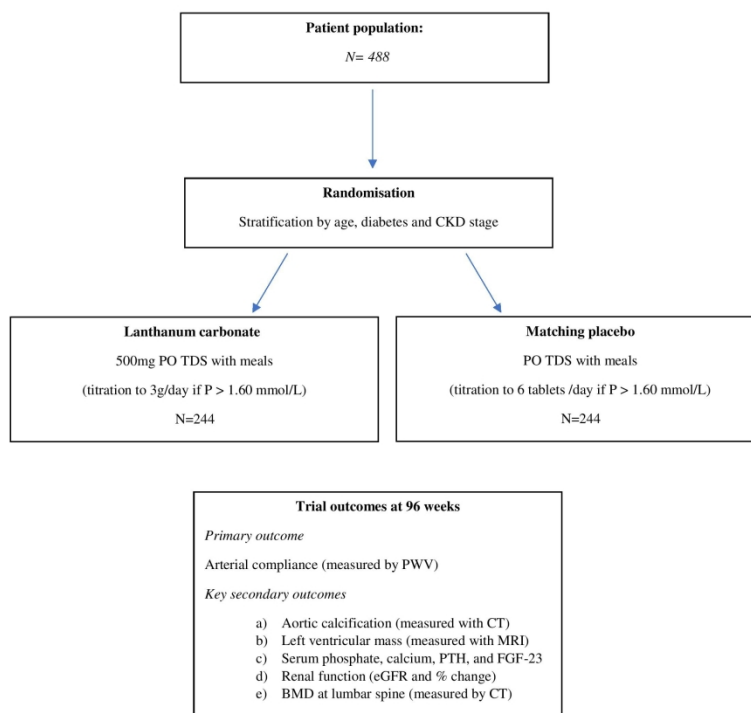 Patient population:
N= 488
Randomisation
Stratification by age, diabetes and CKD stage
Lanthanum carbonate
500mg PO TDS with meals
(titration to 3g/day if P > 1.60 mmol/L)
N=244
Matching placebo
PO TDS with meals
(titration to 6 tablets /day if P > 1.60 mmol/L)
N=244
Trial outcomes at 96 weeks
Primary outcome
Arterial compliance (measured by PWV)
Key secondary outcomes
a) Aortic calcification (measured with CT)
b) Left ventricular mass (measured with MRI)
c) Serum phosphate, calcium, PTH, and FGF-23
d) Renal function (eGFR and % change)
e) BMD at lumbar spine (measured by CT)